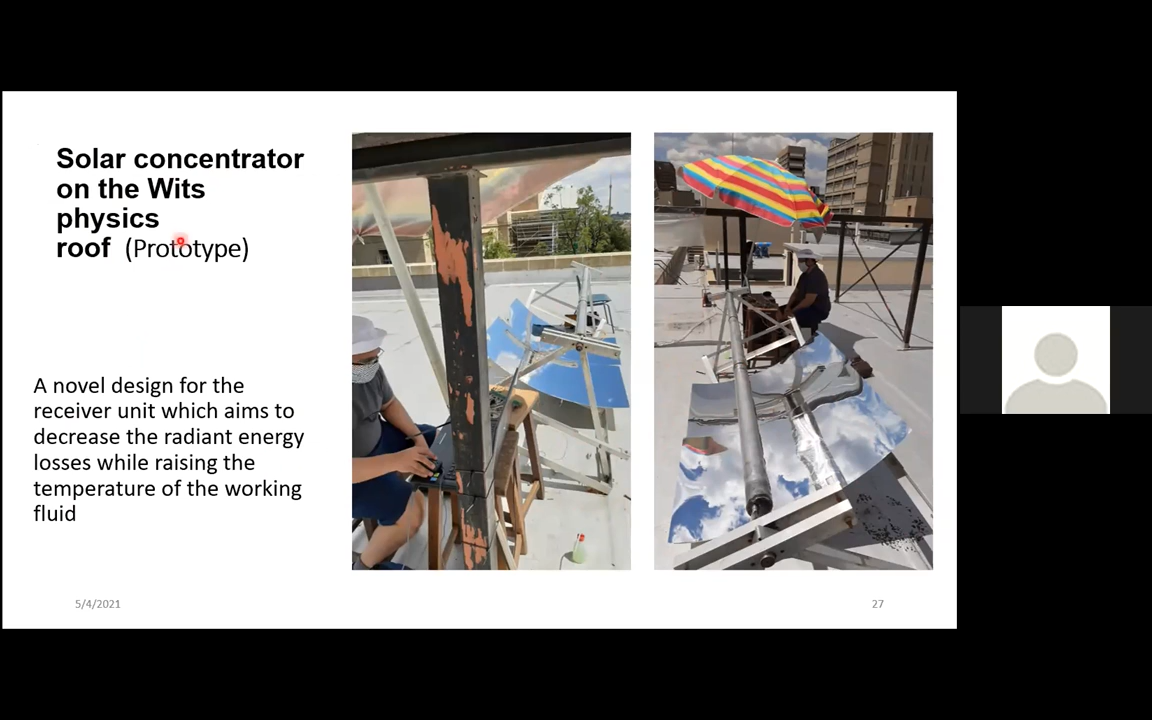 Solar concentrator
on the Wits
physics
roof (Prototype)
A novel design for the
receiver unit which aims to
decrease the radiant energy
losses while raising the
temperature of the working
fluid
5/4/2021
27